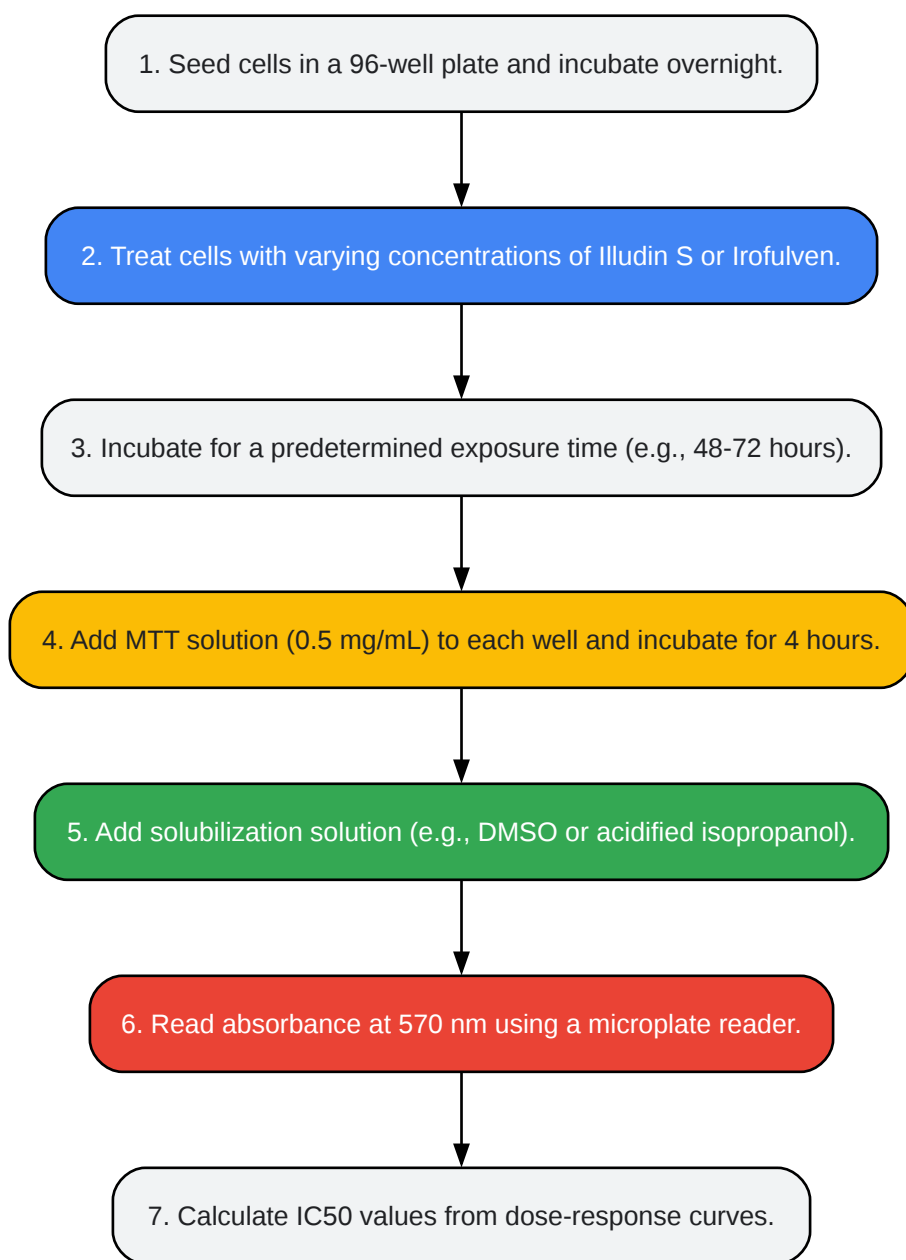 1. Seed cells in a 96-well plate and incubate overnight.
2. Treat cells with varying concentrations of Illudin S or Irofulven.
3. Incubate for a predetermined exposure time (e.g., 48-72 hours).
4. Add MTT solution (0.5 mg/mL) to each well and incubate for 4 hours.
5. Add solubilization solution (e.g., DMSO or acidified isopropanol).
6. Read absorbance at 570 nm using a microplate reader.
7. Calculate IC50 values from dose-response curves.